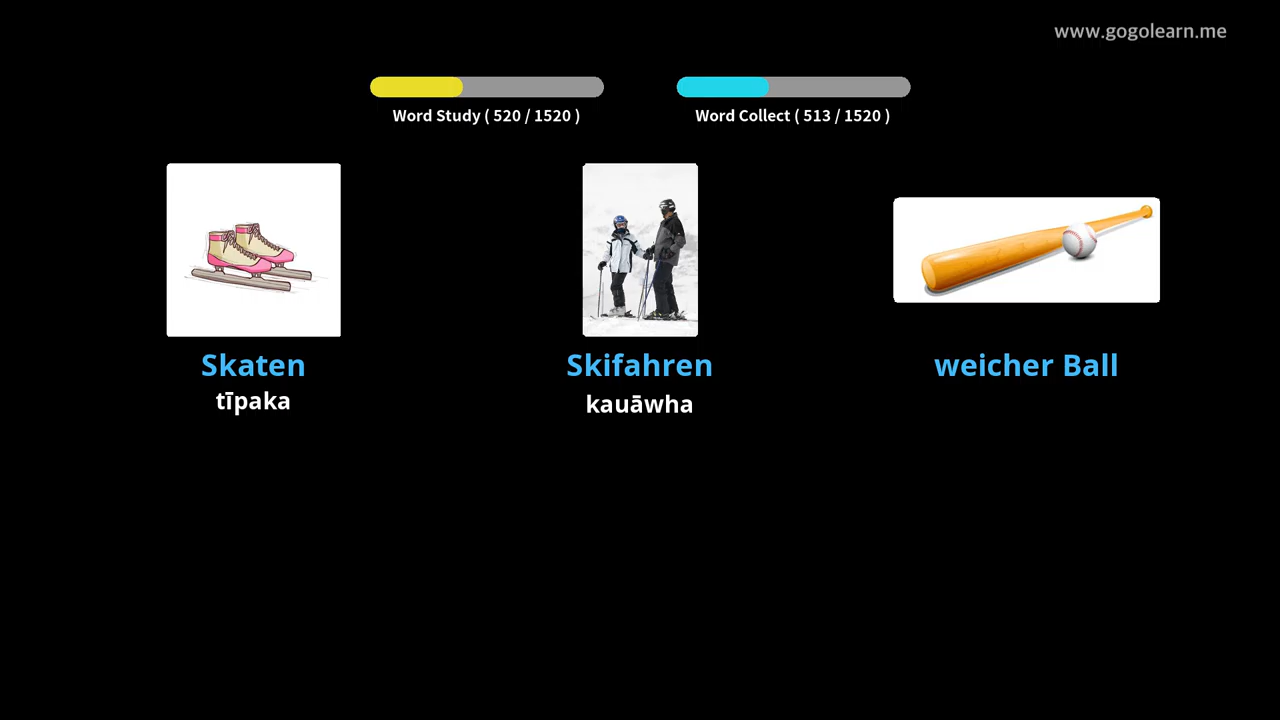 www.gogolearn.me
Word Study ( 520 / 1520 )
Word Collect ( 513 / 1520 )
Skaten
tīpaka
Skifahren
kauāwha
weicher Ball